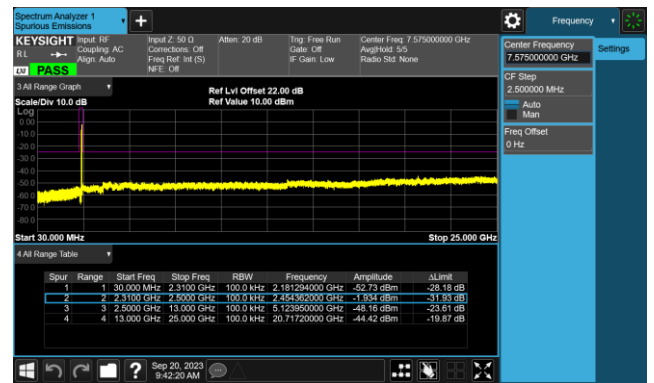 Spectrum Analyzer 1
Spurious Emissions
Frequency
KEYSIGHT Input: RF Input Z: 50 Ω Atten: 20 dB Trig: Free Run Center Freq: 7.575000000 GHz
RL Coupling: AC Corrections: Off Gate: Off Avg|Hold: 5/5
Align: Auto Freq Ref: Int (S) IF Gain: Low Radio Std: None
LXI PASS NFE: Off
Center Frequency
7.575000000 GHz
Settings
CF Step
2.500000 MHz
Auto
Man
Freq Offset
0 Hz
3 All Range Graph
Ref Lvl Offset 22.00 dB
Scale/Div 10.0 dB Ref Value 10.00 dBm
Log
0.00
-10.0
-20.0
-30.0
-40.0
-50.0
-60.0
-70.0
-80.0
Start 30.000 MHz Stop 25.000 GHz
4 All Range Table
Spur Range Start Freq Stop Freq RBW Frequency Amplitude ΔLimit
1 1 30.000 MHz 2.3100 GHz 100.0 kHz 2.181294000 GHz -52.73 dBm -28.18 dB
2 2 2.3100 GHz 2.5000 GHz 100.0 kHz 2.454362000 GHz -1.934 dBm -31.93 dB
3 3 2.5000 GHz 13.000 GHz 100.0 kHz 5.123950000 GHz -48.16 dBm -23.61 dB
4 4 13.000 GHz 25.000 GHz 100.0 kHz 20.71720000 GHz -44.42 dBm -19.87 dB
? Sep 20, 2023
9:42:20 AM